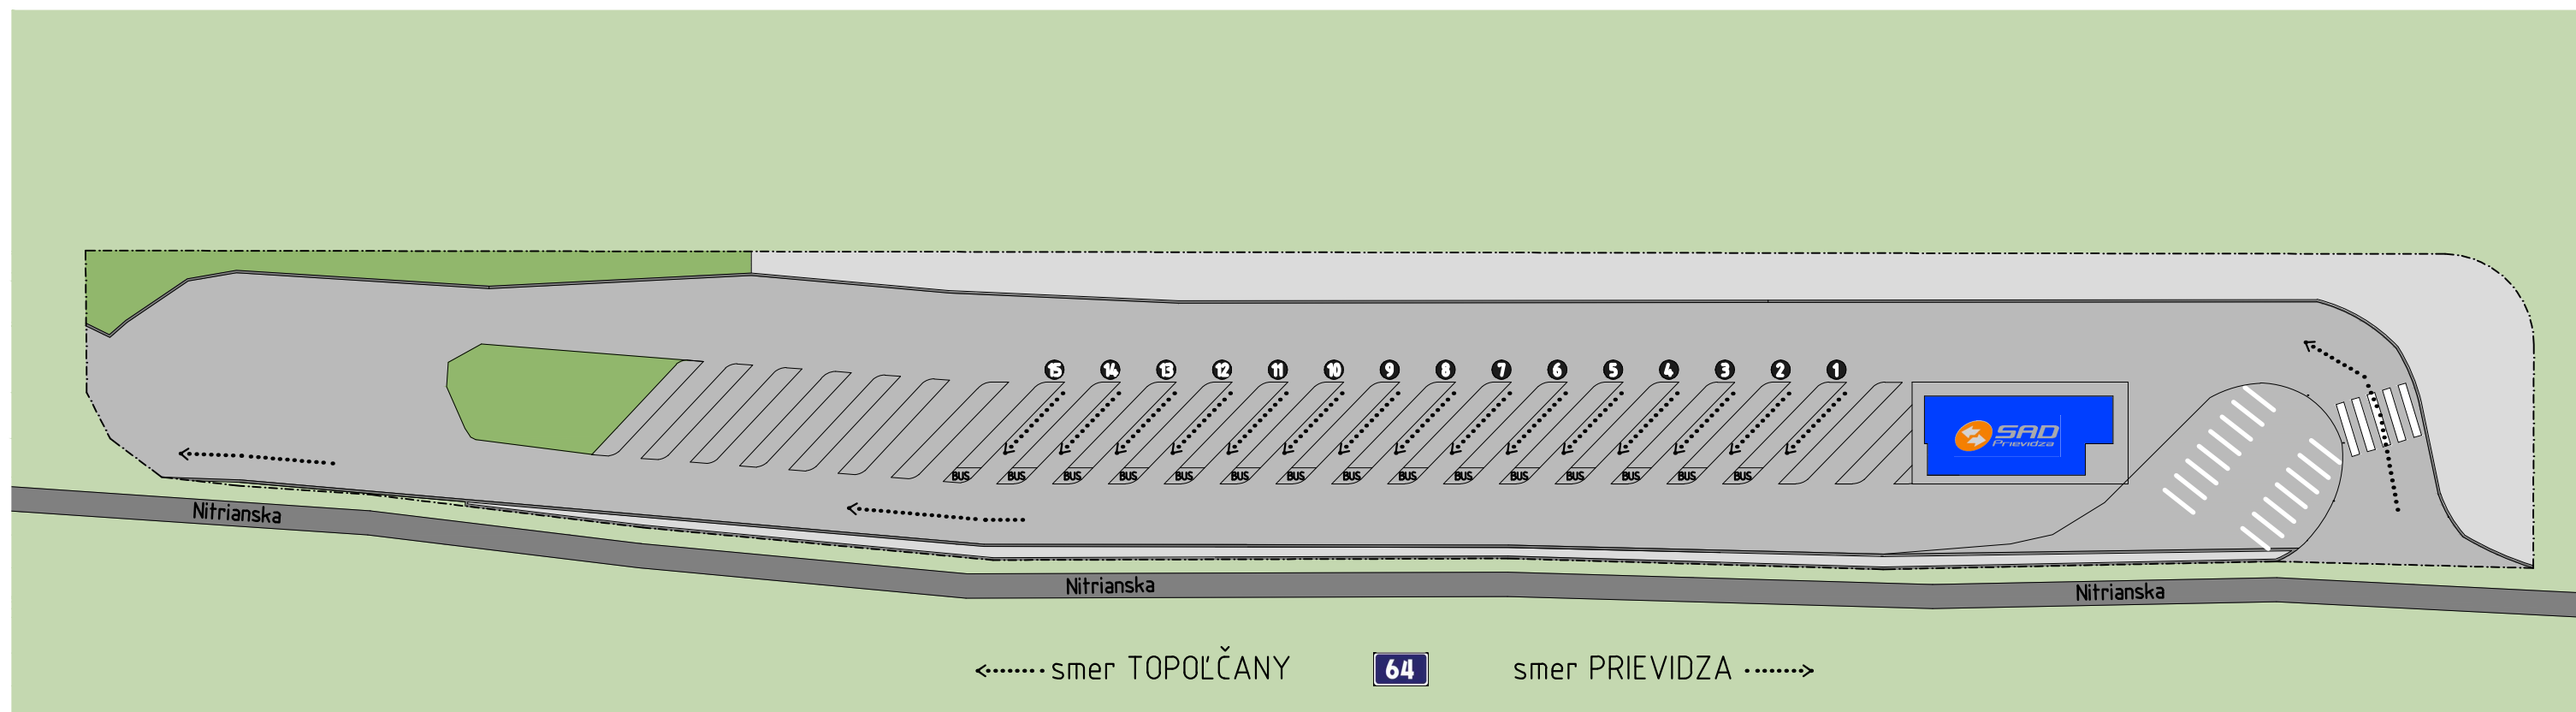 15 14 13 12 11 10 9 8 7 6 5 4 3 2 1
SAD
Prievidza
BUS BUS BUS BUS BUS BUS BUS BUS BUS BUS BUS BUS BUS BUS BUS
Nitrianska
Nitrianska
Nitrianska
smer TOPOĽČANY 64 smer PRIEVIDZA